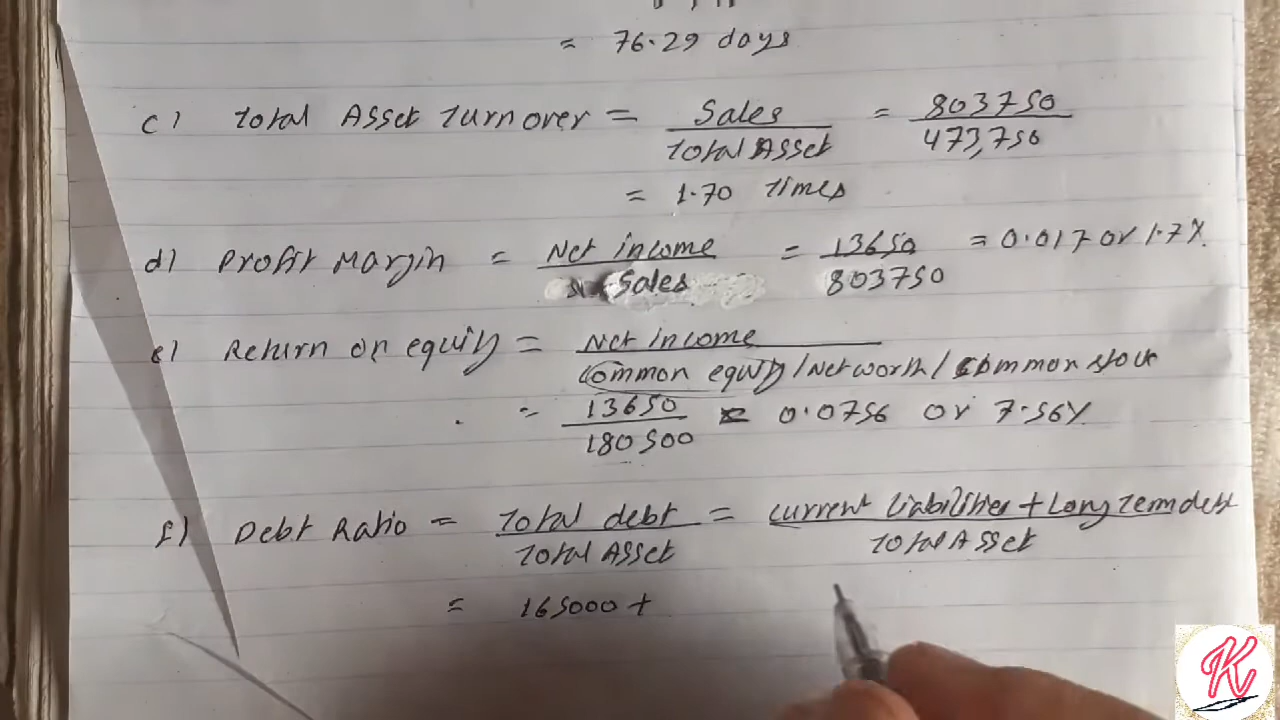 = 76.29 days
c) Total Asset Turnover = Sales / Total Asset = 803750 / 473,750
= 1.70 Times
d) Profit Margin = Net income / Sales = 13650 / 803750 = 0.017 or 1.7%.
e) Return on equity = Net Income / Common equity / Net worth / Common stock
= 13650 / 180500 = 0.0756 or 7.56%
f) Debt Ratio = Total debt / Total Asset = current liabilities + Long Term debt / Total Asset
= 165000 +
K